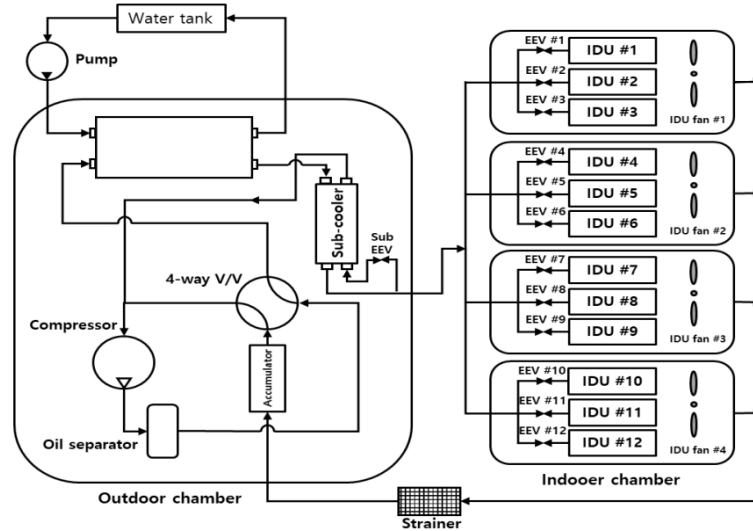 Water tank
Pump
Sub-cooler
Sub
EEV
4-way V/V
Compressor
Accumulator
Oil separator
Outdoor chamber
Strainer
EEV #1
IDU #1
EEV #2
IDU #2
EEV #3
IDU #3
IDU fan #1
EEV #4
IDU #4
EEV #5
IDU #5
EEV #6
IDU #6
IDU fan #2
EEV #7
IDU #7
EEV #8
IDU #8
EEV #9
IDU #9
IDU fan #3
EEV #10
IDU #10
EEV #11
IDU #11
EEV #12
IDU #12
IDU fan #4
Indooer chamber